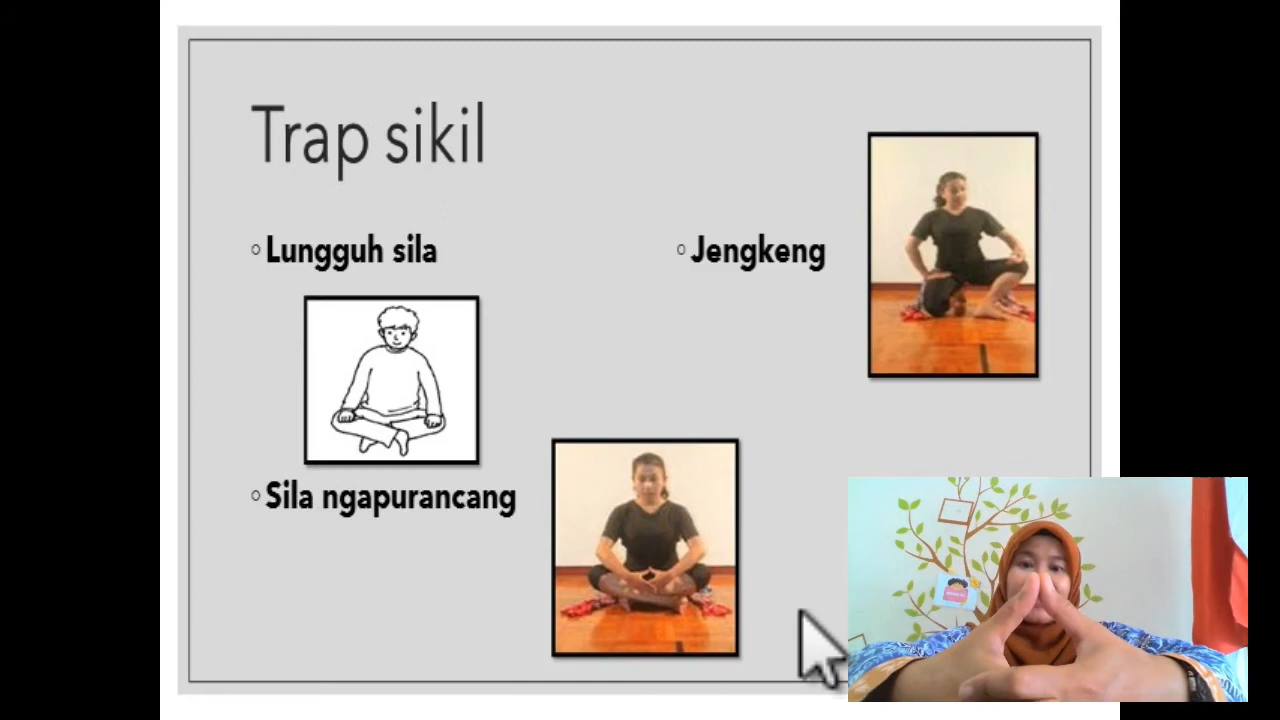 Trap sikil
Lungguh sila
Jengkeng
Sila ngapurancang